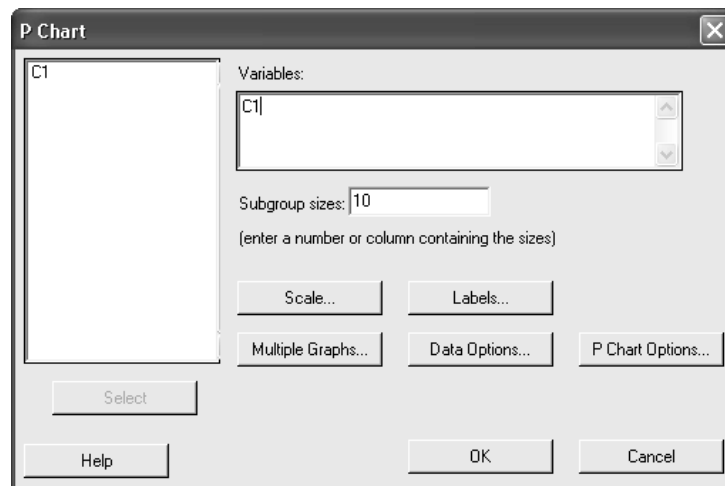 P Chart
C1
Variables:
C1
Subgroup sizes: 10
(enter a number or column containing the sizes)
Scale... Labels...
Multiple Graphs... Data Options... P Chart Options...
Select
Help OK Cancel